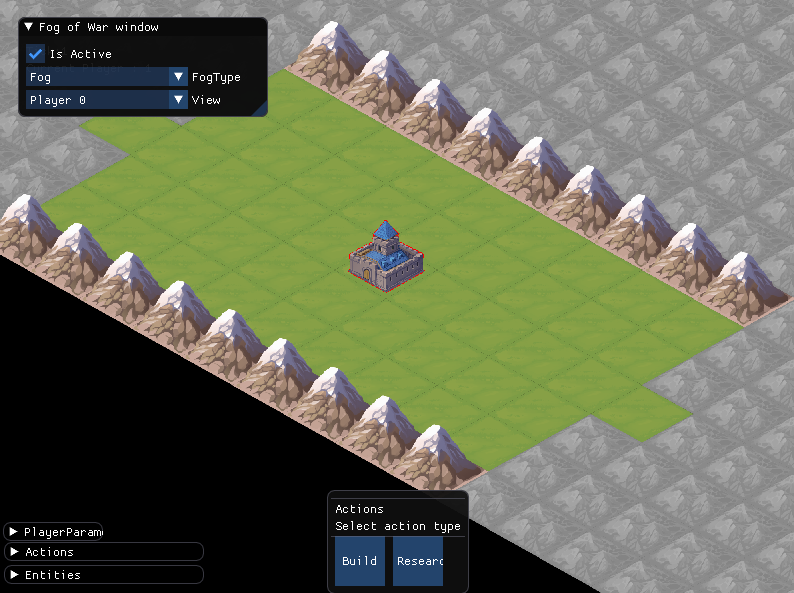 Fog of War window
Is Active
Fog FogType
Player 0 View
PlayerParam
Actions
Entities
Actions
Select action type
Build Researc